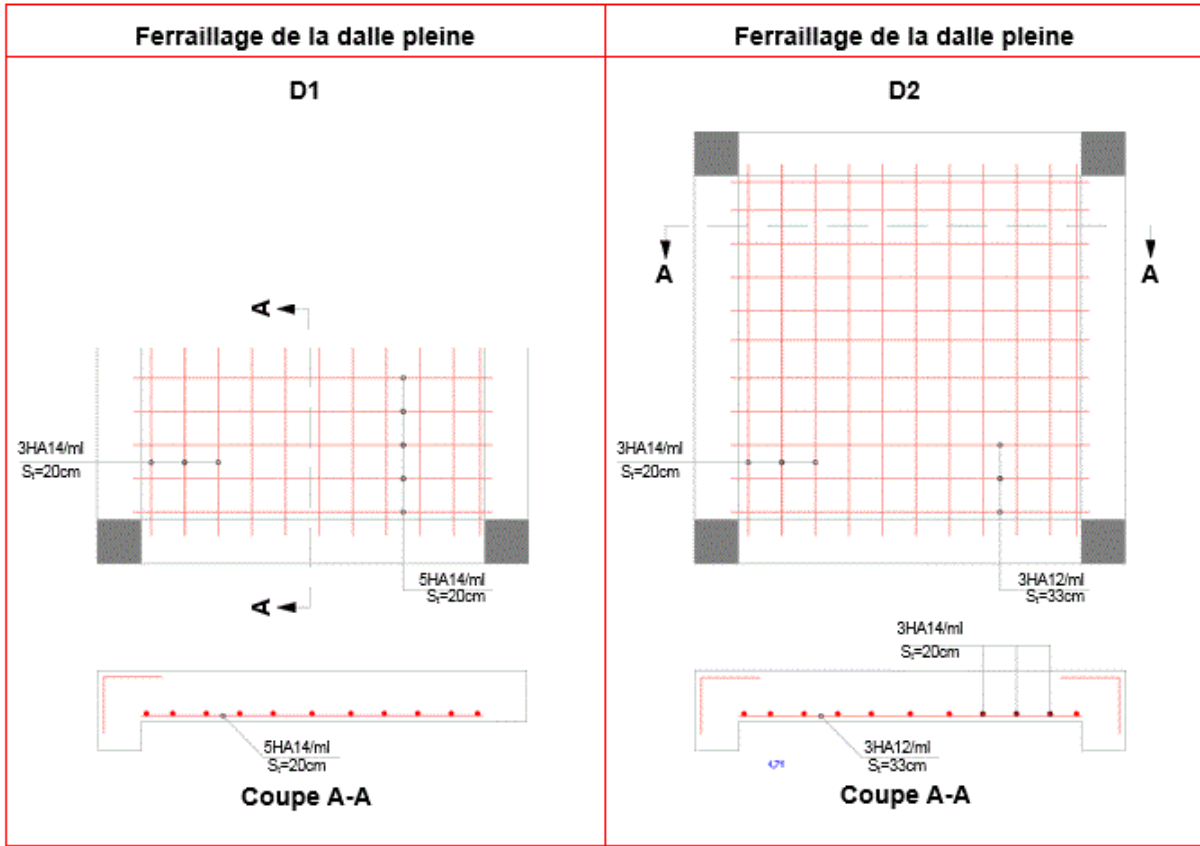 Ferraillage de la dalle pleine
D1
A
3HA14/ml
St=20cm
5HA14/ml
St=20cm
A
5HA14/ml
St=20cm
Coupe A-A
Ferraillage de la dalle pleine
D2
A
A
3HA14/ml
St=20cm
3HA12/ml
St=33cm
3HA14/ml
St=20cm
3HA12/ml
St=33cm
4,71
Coupe A-A